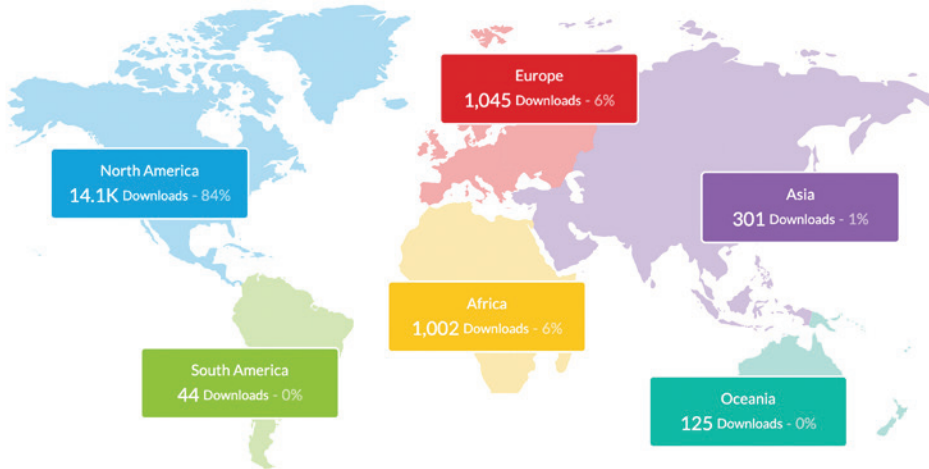 Europe
1,045 Downloads - 6%
North America
14.1K Downloads - 84%
Asia
301 Downloads - 1%
Africa
1,002 Downloads - 6%
South America
44 Downloads - 0%
Oceania
125 Downloads - 0%